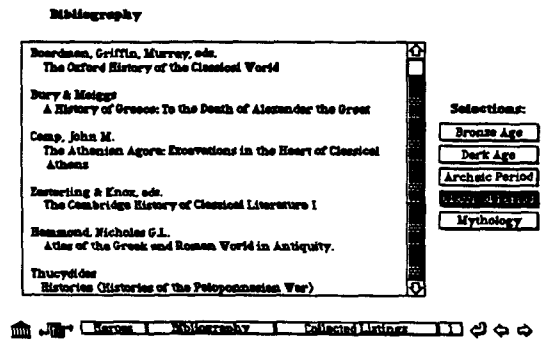 Bibliography
Boardman, Griffin, Murray, eds.
The Oxford History of the Classical World
Bury & Meiggs
A History of Greece: To the Death of Alexander the Great
Camp, John M.
The Athenian Agora: Excavations in the Heart of Classical
Athens
Easterling & Knox, eds.
The Cambridge History of Classical Literature I
Hammond, Nicholas G.L.
Atlas of the Greek and Roman World in Antiquity.
Thucydides
Histories (Histories of the Peloponnesian War)
Selections:
Bronze Age
Dark Age
Archaic Period
Mythology
Heroes Bibliography Collected Listings 1